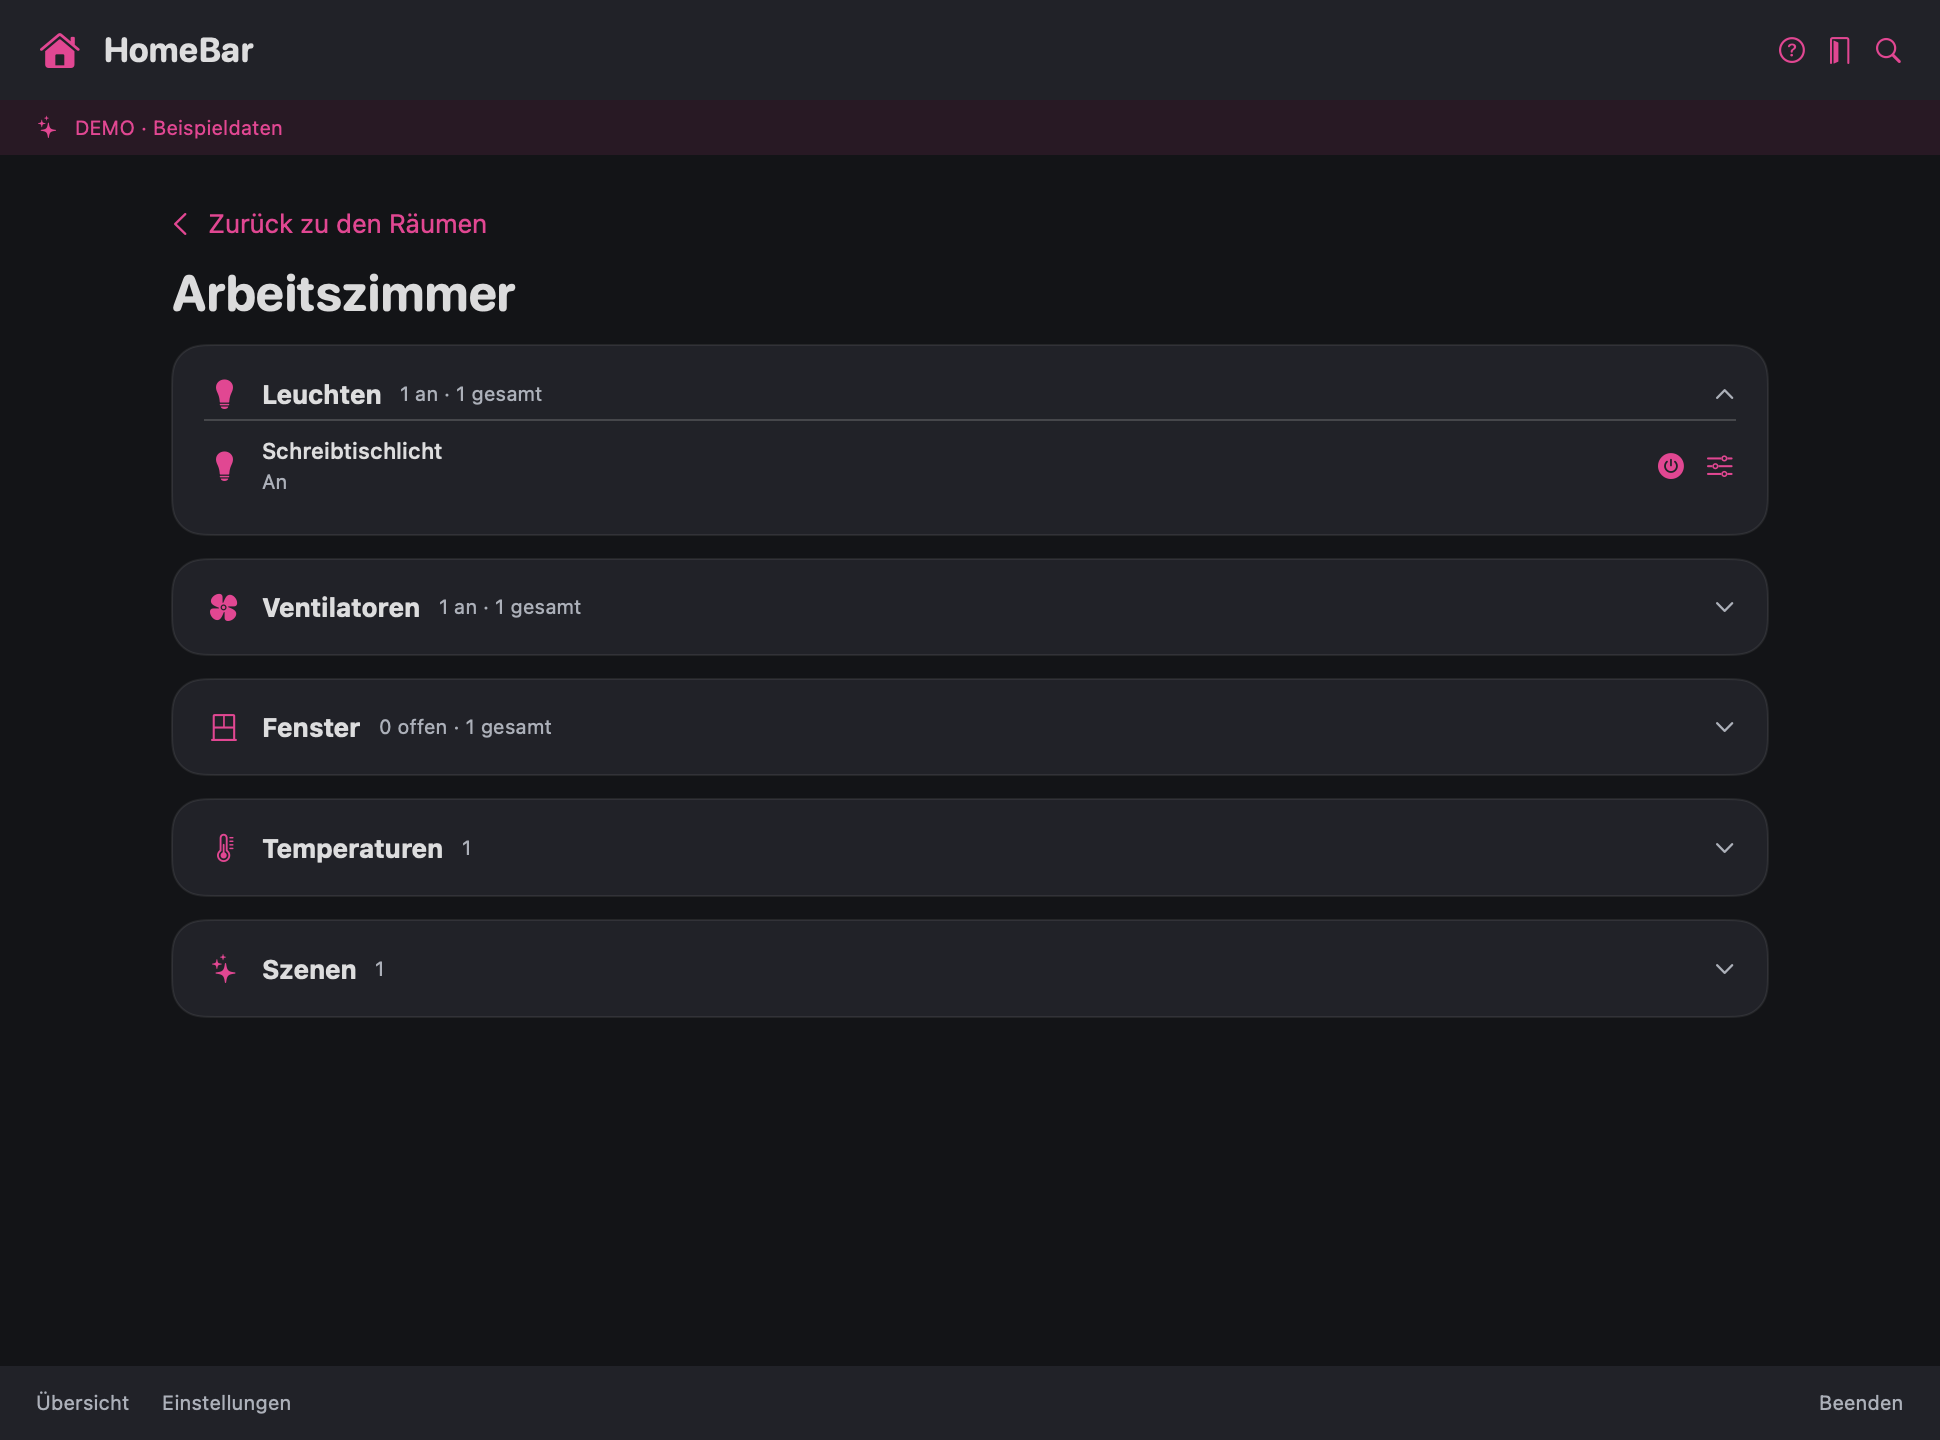 HomeBar
DEMO · Beispieldaten
Zurück zu den Räumen
Arbeitszimmer
Leuchten 1 an · 1 gesamt
Schreibtischlicht
An
Ventilatoren 1 an · 1 gesamt
Fenster 0 offen · 1 gesamt
Temperaturen 1
Szenen 1
Übersicht Einstellungen Beenden